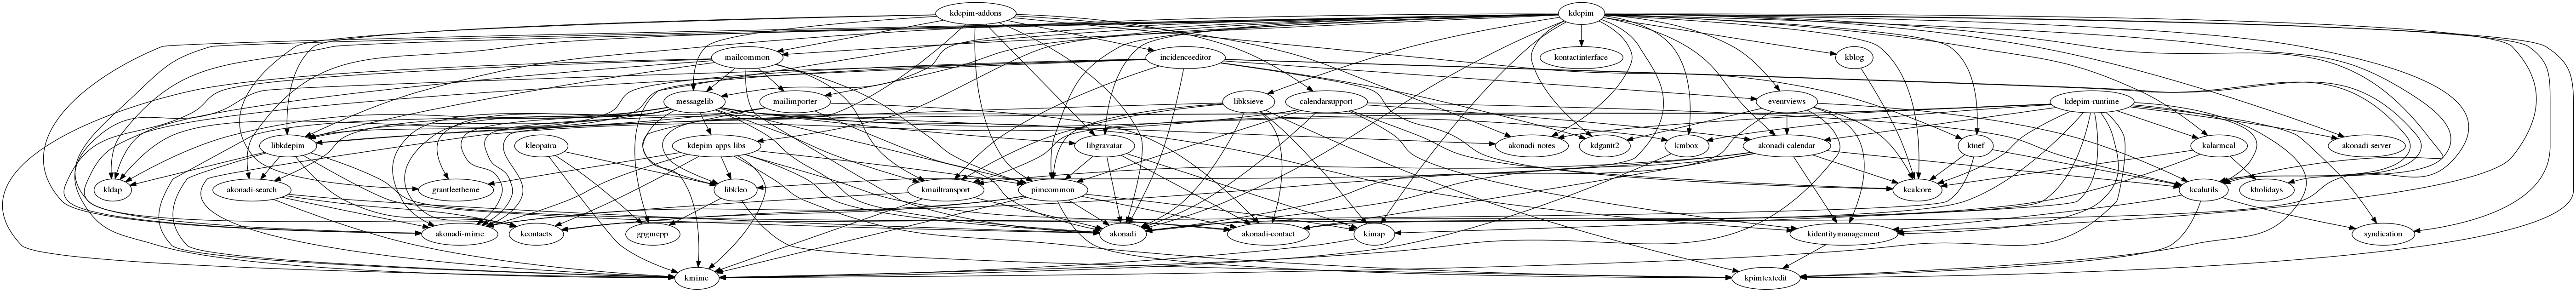 kdepim-addons
kdepim
mailcommon
incidenceeditor
kontactinterface
kblog
messagelib
mailimporter
libksieve
calendarsupport
eventviews
kdepim-runtime
libkdepim
kleopatra
kdepim-apps-libs
libgravatar
akonadi-notes
kdgantt2
kmbox
akonadi-calendar
ktnef
kalarmcal
akonadi-server
kldap
akonadi-search
grantleetheme
libkleo
kmailtransport
pimcommon
kcalcore
kcalutils
kholidays
akonadi-mime
kcontacts
gpgmepp
akonadi
akonadi-contact
kimap
kidentitymanagement
syndication
kmime
kpimtextedit